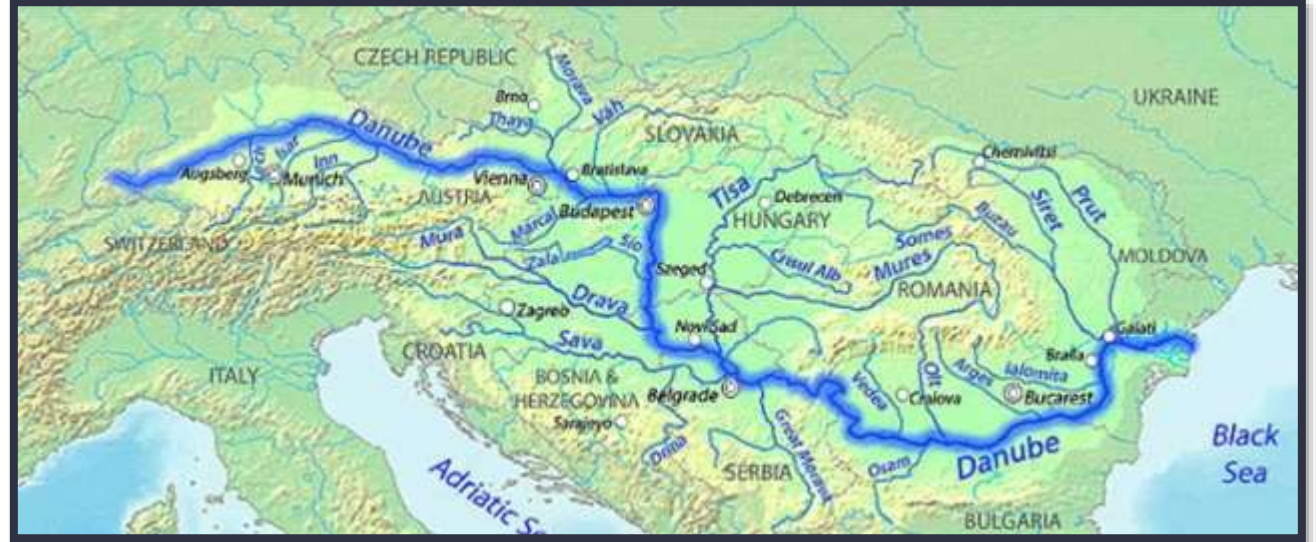 CZECH REPUBLIC
UKRAINE
Morava
Brno
Thaya
Vah
SLOVAKIA
Danube
Chernivtsi
Augsberg
Lech
Isar
Inn
Munich
Vienna
Bratislava
AUSTRIA
Tisa
Debrecen
HUNGARY
Budapest
Marcal
Siret
Prut
Buzau
SWITZERLAND
Mura
Zala
Sio
Somes
MOLDOVA
Szeged
Crisul Alb
Mures
ROMANIA
Drava
Zagreb
Novi Sad
Galati
Sava
CROATIA
Braila
ITALY
BOSNIA &
HERZEGOVINA
Belgrade
Vedea
Olt
Arges
Ialomita
Craiova
Bucarest
Sarajeyo
Drina
Great Morava
SERBIA
Osam
Danube
Black
Sea
Adriatic Se
BULGARIA